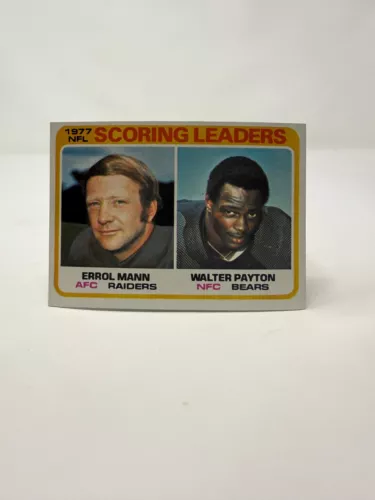 1977
NFL
SCORING LEADERS
ERROL MANN
AFC RAIDERS
WALTER PAYTON
NFC BEARS